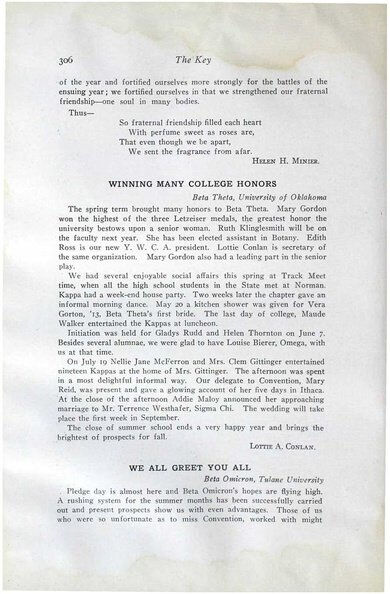 306
The Key
of the year and fortified ourselves more strongly for the battles of the
ensuing year; we fortified ourselves in that we strengthened our fraternal
friendship—one soul in many bodies.
Thus—
So fraternal friendship filled each heart
With perfume sweet as roses are,
That even though we be apart,
We sent the fragrance from afar.
Helen H. Minier.
WINNING MANY COLLEGE HONORS
Beta Theta, University of Oklahoma
The spring term brought many honors to Beta Theta. Mary Gordon
won the highest of the three Letzeiser medals, the greatest honor the
university bestows upon a senior woman. Ruth Klinglesmith will be on
the faculty next year. She has been elected assistant in Botany. Edith
Ross is our new Y. W. C. A. president. Lottie Conlan is secretary of
the same organization. Mary Gordon also had a leading part in the senior
play.
We had several enjoyable social affairs this spring at Track Meet
time, when all the high school students in the State met at Norman.
Kappa had a week-end house party. Two weeks later the chapter gave an
informal morning dance. May 20 a kitchen shower was given for Vera
Gorton, '13, Beta Theta's first bride. The last day of college, Maude
Walker entertained the Kappas at luncheon.
Initiation was held for Gladys Rudd and Helen Thornton on June 7.
Besides several alumnae, we were glad to have Louise Bierer, Omega, with
us at that time.
On July 19 Nellie Jane McFerron and Mrs. Clem Gittinger entertained
nineteen Kappas at the home of Mrs. Gittinger. The afternoon was spent
in a most delightful informal way. Our delegate to Convention, Mary
Reid, was present and gave a glowing account of her five days in Ithaca.
At the close of the afternoon Addie Maloy announced her approaching
marriage to Mr. Terrence Westhafer, Sigma Chi. The wedding will take
place the first week in September.
The close of summer school ends a very happy year and brings the
brightest of prospects for fall.
Lottie A. Conlan.
WE ALL GREET YOU ALL
Beta Omicron, Tulane University
Pledge day is almost here and Beta Omicron's hopes are flying high.
A rushing system for the summer months has been successfully carried
out and present prospects show us with even advantages. Those of us
who were so unfortunate as to miss Convention, worked with might